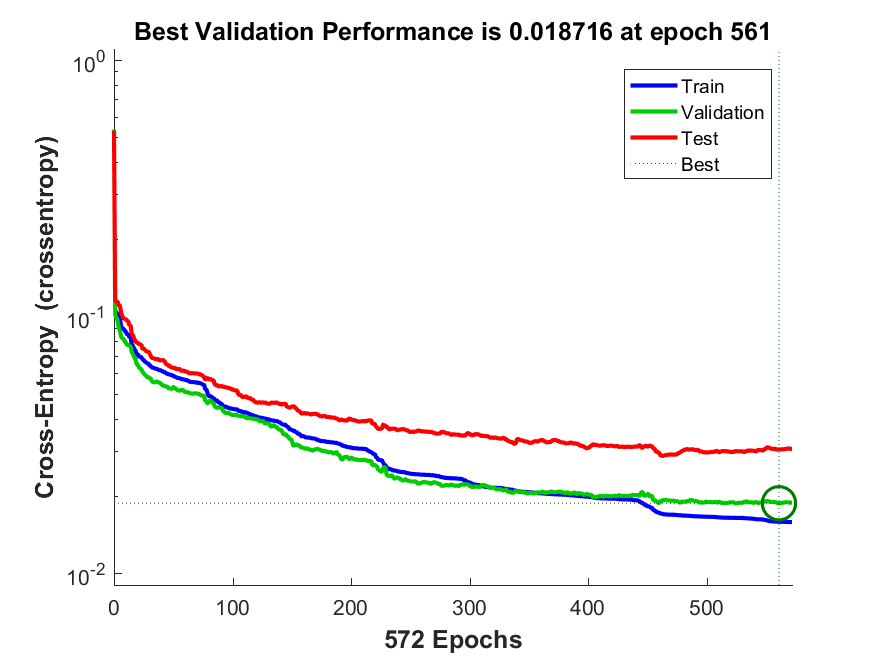 Best Validation Performance is 0.018716 at epoch 561
10^0
10^-1
10^-2
Cross-Entropy (crossentropy)
Train
Validation
Test
Best
0 100 200 300 400 500
572 Epochs